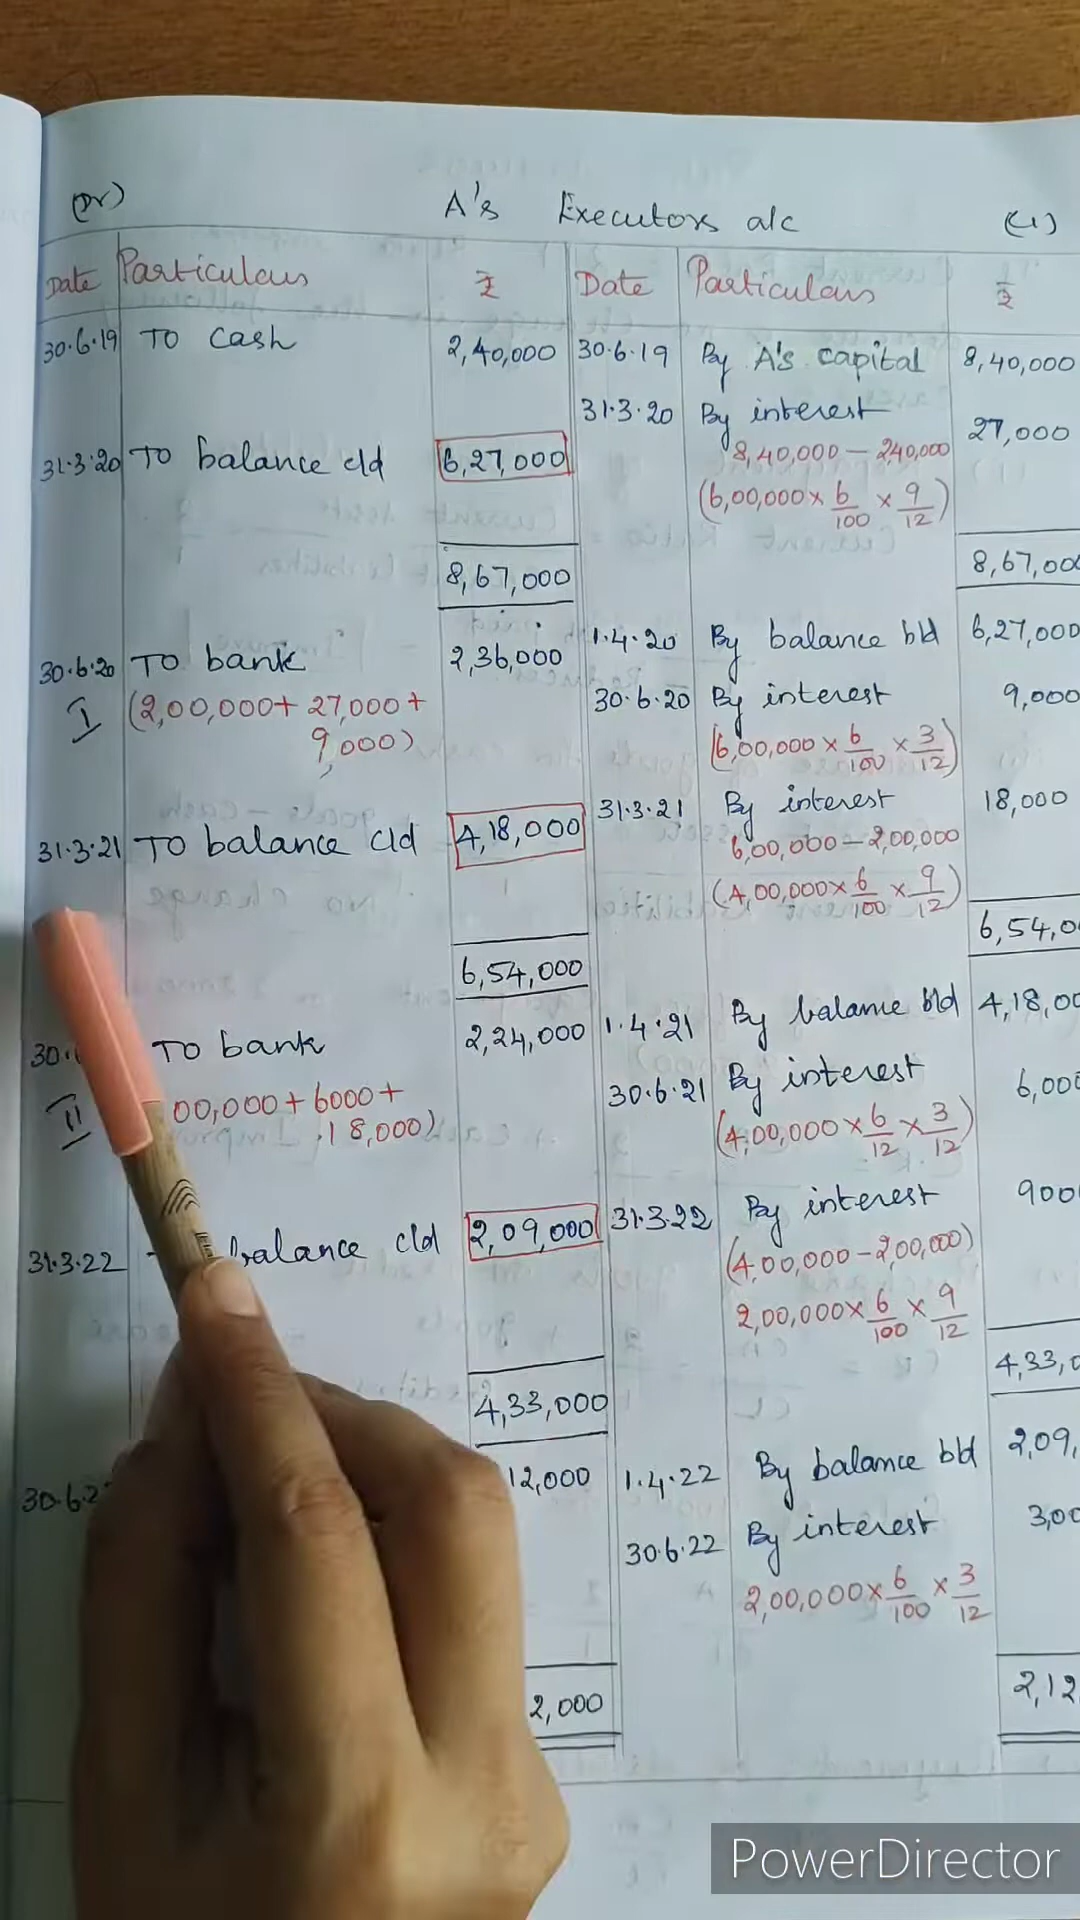 (Dr) A's Executors a/c (Cr)
Date Particulars ₹ Date Particulars ₹
30.6.19 TO Cash 2,40,000 30.6.19 By A's capital 8,40,000
31.3.20 By interest 27,000
8,40,000 – 240,000
31.3.20 TO balance c/d 6,27,000
(6,00,000 × 6/100 × 9/12)
8,67,000 8,67,000
1.4.20 By balance b/d 6,27,000
30.6.20 TO bank 2,36,000
30.6.20 By interest 9,000
I (2,00,000 + 27,000 +
9,000)
(6,00,000 × 6/100 × 3/12)
31.3.21 By interest 18,000
31.3.21 TO balance c/d 4,18,000
6,00,000 – 2,00,000
(4,00,000 × 6/100 × 9/12)
6,54,000 6,54,0
TO bank 2,24,000 1.4.21 By balance b/d 4,18,00
30.6.21 By interest 6,000
II 00,000 + 6000 +
18,000)
(4,00,000 × 6/12 × 3/12)
31.3.22 balance c/d 2,09,000 31.3.22 By interest 900
(4,00,000 – 2,00,000)
2,00,000 × 6/100 × 9/12
4,33,000 4,33,0
12,000 1.4.22 By balance b/d 2,09,
30.6.22 By interest 3,00
2,00,000 × 6/100 × 3/12
2,000 2,12
PowerDirector